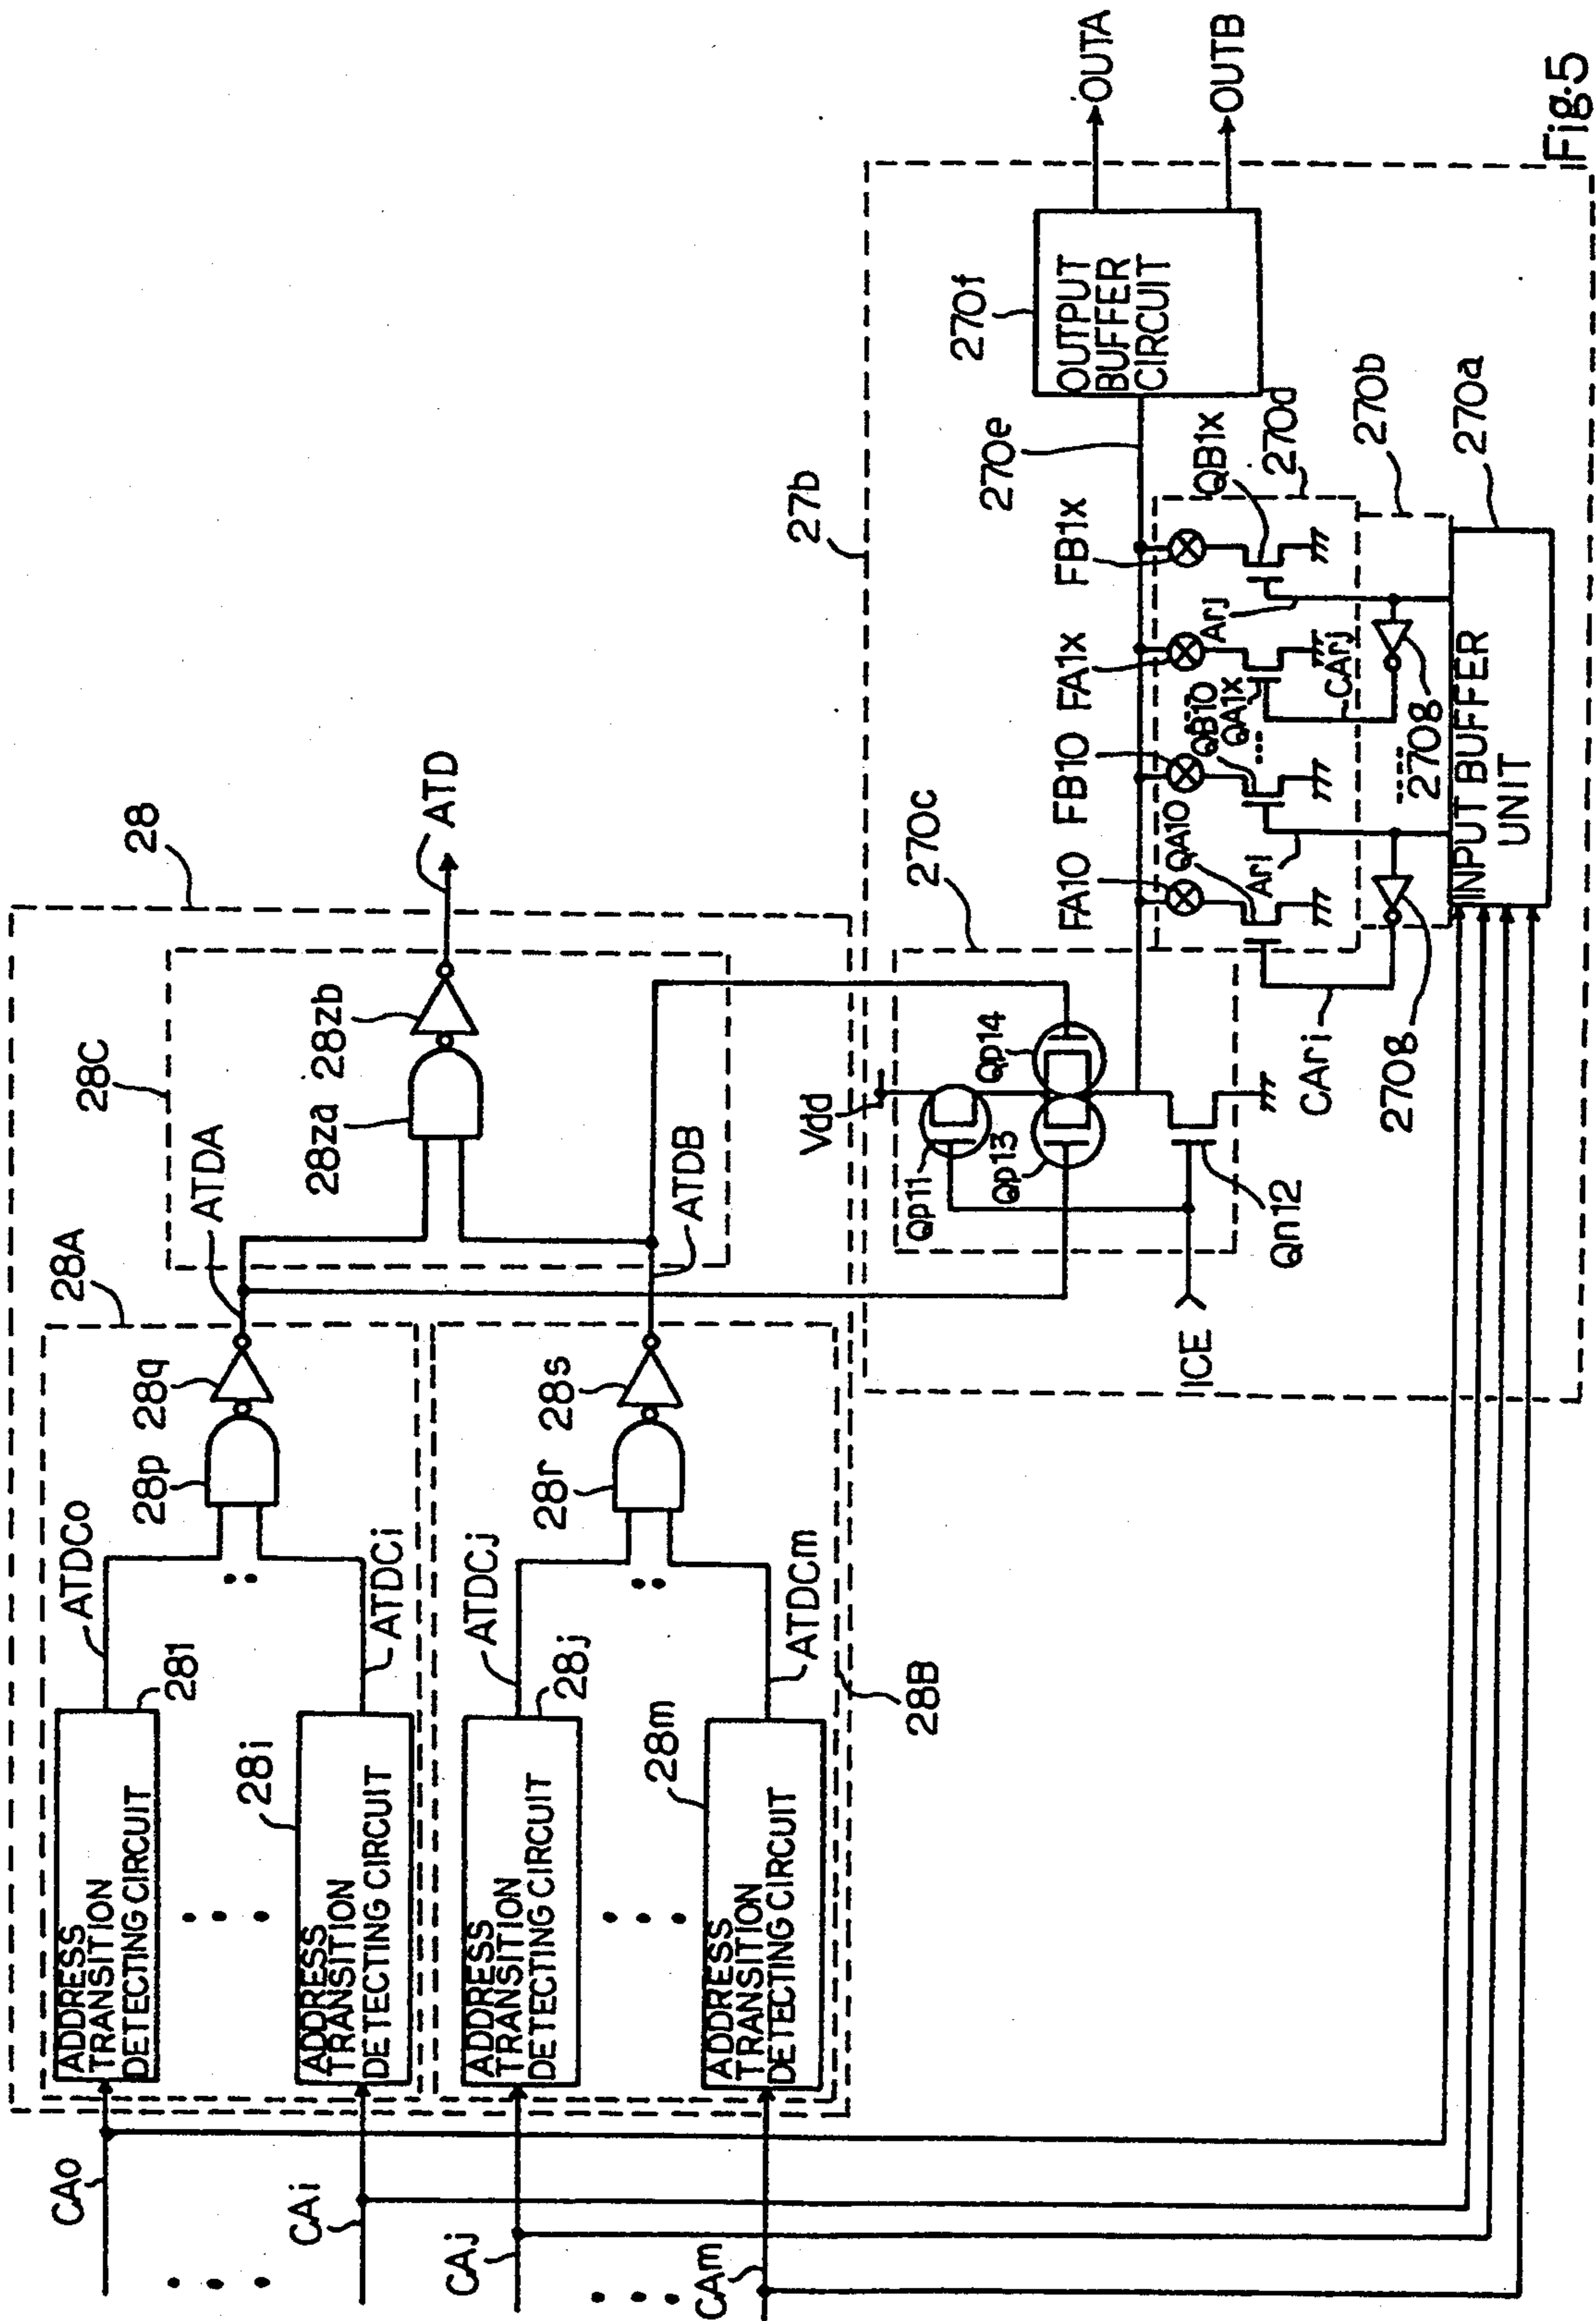 28
28A
28C
CAo
ADDRESS
TRANSITION
DETECTING CIRCUIT
281
ATDCo
28p
28q
ATDA
28za
28zb
ATD
CAi
ADDRESS
TRANSITION
DETECTING CIRCUIT
28i
ATDCi
CAj
ADDRESS
TRANSITION
DETECTING CIRCUIT
28j
ATDCj
28r
28s
ATDB
CAm
ADDRESS
TRANSITION
DETECTING CIRCUIT
28m
ATDCm
28B
27b
270c
Vdd
Qp11
Qp13
Qp14
Qn12
ICE
FA10
FB10
FA1x
FB1x
270e
270f
OUTPUT
BUFFER
CIRCUIT
OUTA
OUTB
QA10
QB10
QA1x
QB1x
270d
CAri
Ari
CArj
Arj
270g
270g
270b
270a
INPUT BUFFER
UNIT
Fig.5